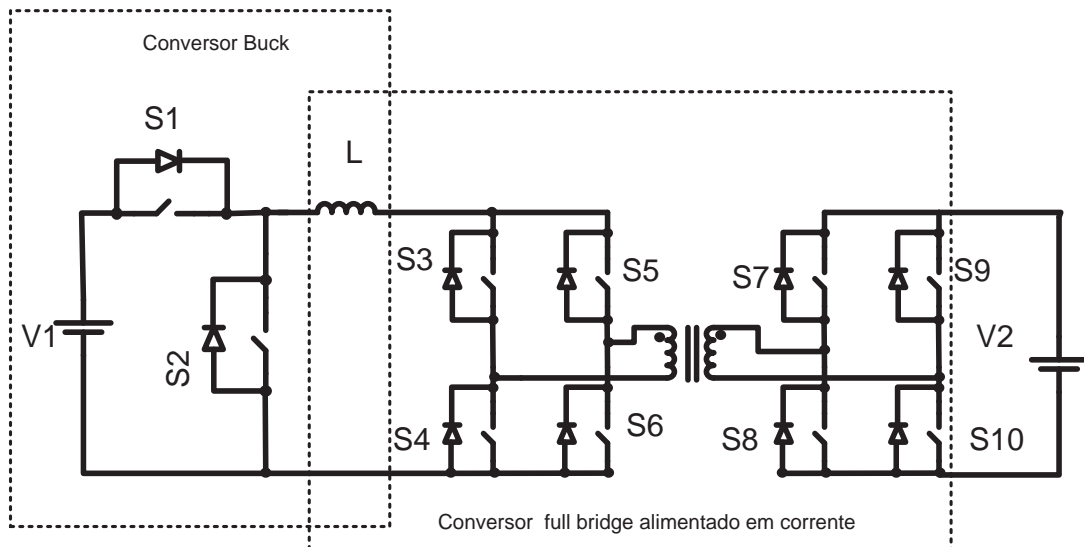 Conversor Buck
S1
L
S3
S5
S7
S9
V1
S2
V2
S4
S6
S8
S10
Conversor full bridge alimentado em corrente